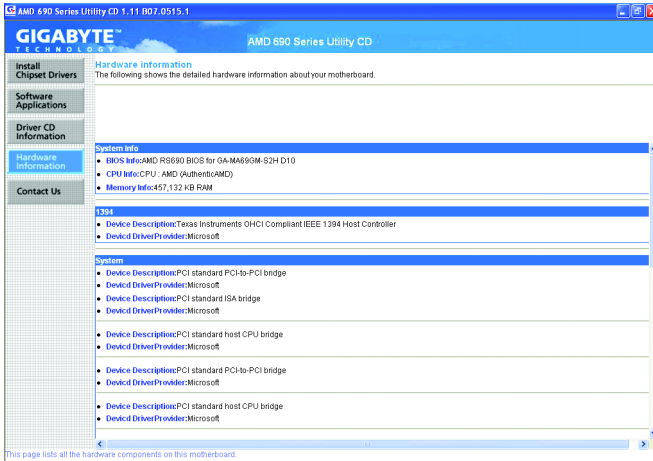 AMD 690 Series Utility CD 1.11 B07.0515.1
GIGABYTE™
TECHNOLOGY
AMD 690 Series Utility CD
Install
Chipset Drivers
Software
Applications
Driver CD
Information
Hardware
Information
Contact Us
Hardware information
The following shows the detailed hardware information about your motherboard.
System Info
• BIOS Info:AMD RS690 BIOS for GA-MA69GM-S2H D10
• CPU Info:CPU : AMD (AuthenticAMD)
• Memory Info:457,132 KB RAM
1394
• Device Description:Texas Instruments OHCI Compliant IEEE 1394 Host Controller
• Devicd DriverProvider:Microsoft
System
• Device Description:PCI standard PCI-to-PCI bridge
• Devicd DriverProvider:Microsoft
• Device Description:PCI standard ISA bridge
• Devicd DriverProvider:Microsoft
• Device Description:PCI standard host CPU bridge
• Devicd DriverProvider:Microsoft
• Device Description:PCI standard PCI-to-PCI bridge
• Devicd DriverProvider:Microsoft
• Device Description:PCI standard host CPU bridge
• Devicd DriverProvider:Microsoft
This page lists all the hardware components on this motherboard.